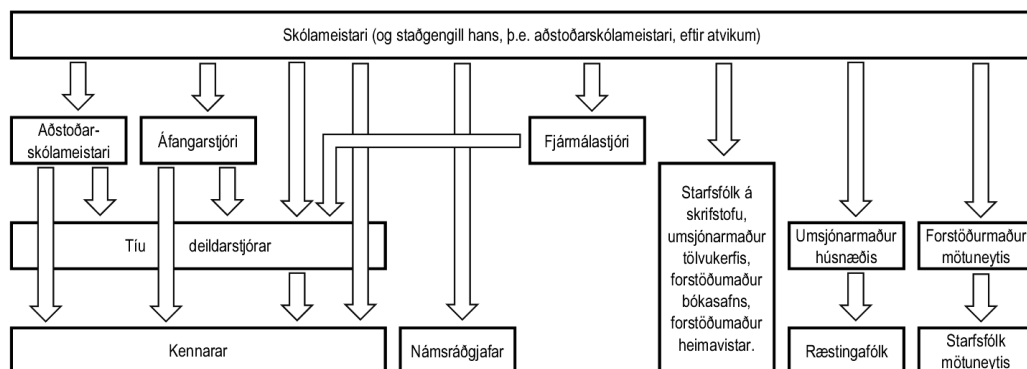 Skólameistari (og staðgengill hans, þ.e. aðstoðarskólameistari, eftir atvikum)
Aðstoðar-
skólameistari
Áfangarstjóri
Fjármálastjóri
Starfsfólk á
skrifstofu,
umsjónarmaður
tölvukerfis,
forstöðumaður
bókasafns,
forstöðumaður
heimavistar.
Tíu deildarstjórar
Umsjónarmaður
húsnæðis
Forstöðurmaður
mötuneytis
Kennarar
Námsráðgjafar
Ræstingafólk
Starfsfólk
mötuneytis